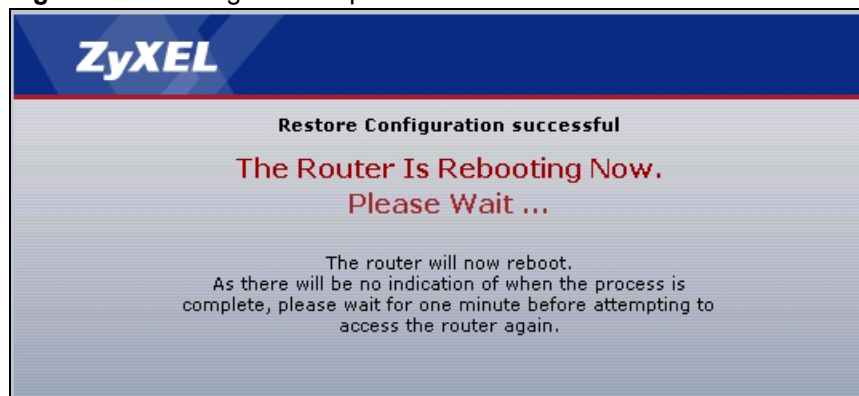 ZyXEL
Restore Configuration successful
The Router Is Rebooting Now.
Please Wait ...
The router will now reboot.
As there will be no indication of when the process is
complete, please wait for one minute before attempting to
access the router again.